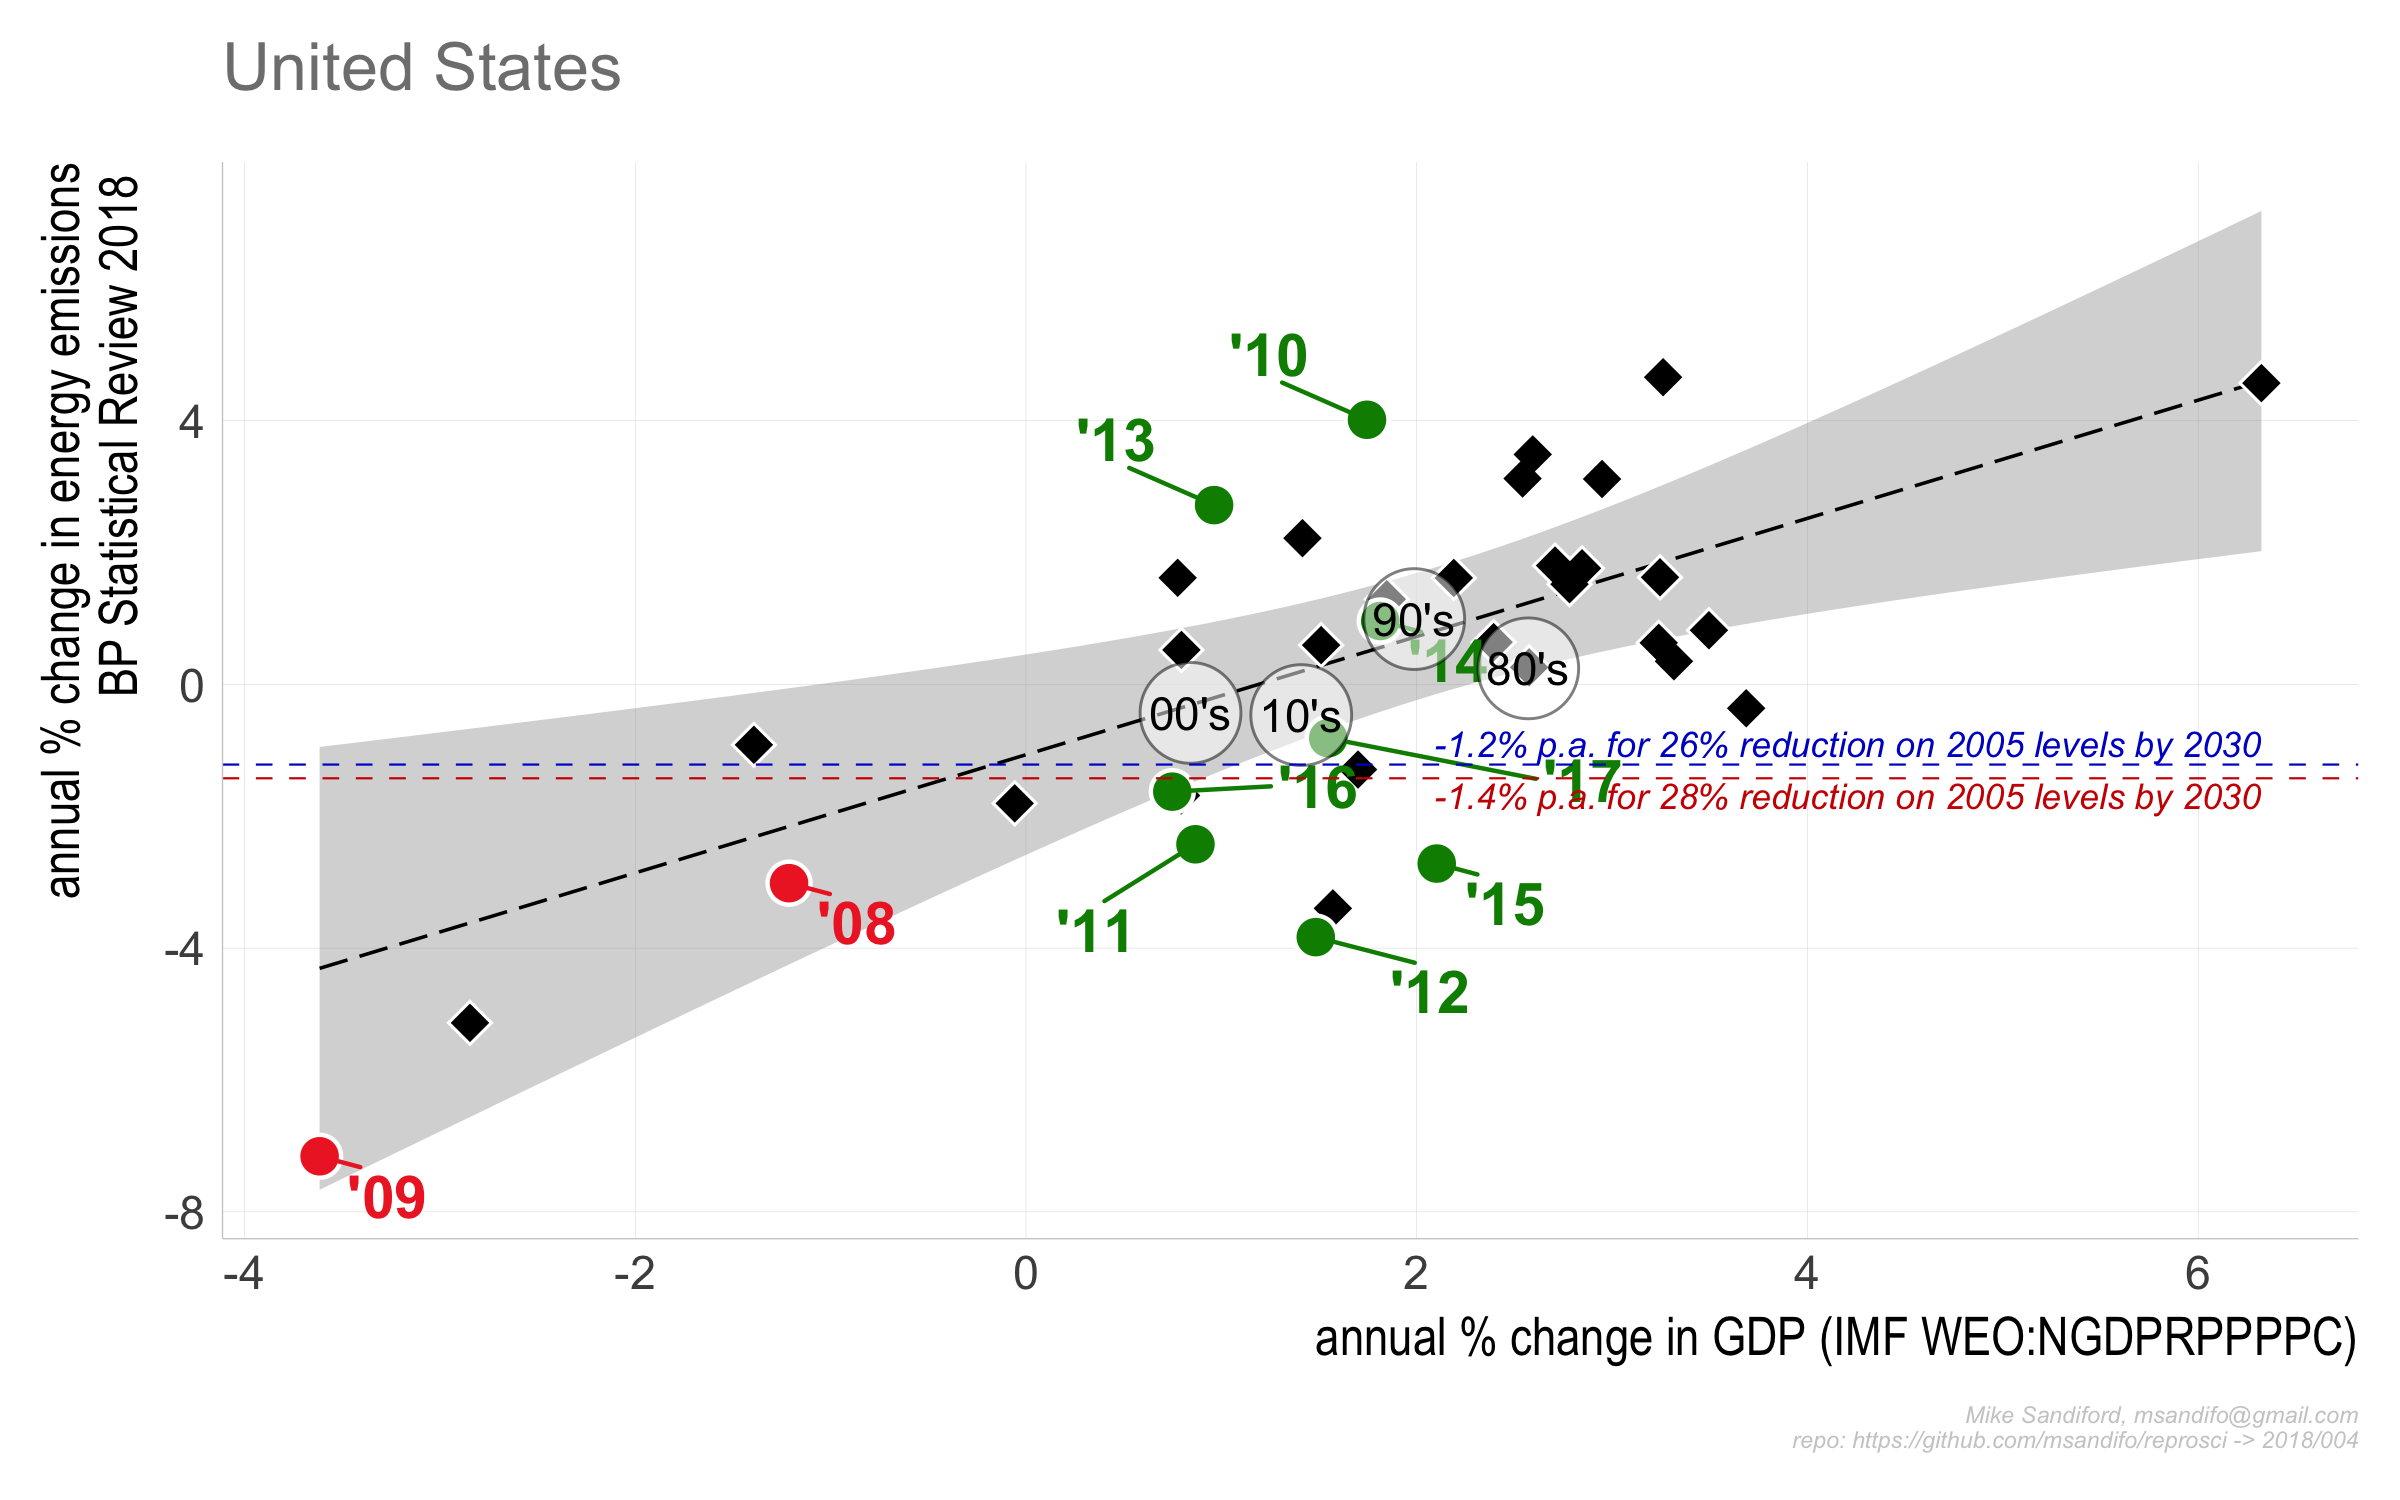 United States
annual % change in energy emissions
BP Statistical Review 2018
4
0
-4
-8
'10
'13
90's
'14
80's
00's
10's
-1.2% p.a. for 26% reduction on 2005 levels by 2030
'16
'17
-1.4% p.a. for 28% reduction on 2005 levels by 2030
'08
'11
'15
'12
'09
-4
-2
0
2
4
6
annual % change in GDP (IMF WEO:NGDPRPPPPC)
Mike Sandiford, msandifo@gmail.com
repo: https://github.com/msandifo/reprosci -> 2018/004